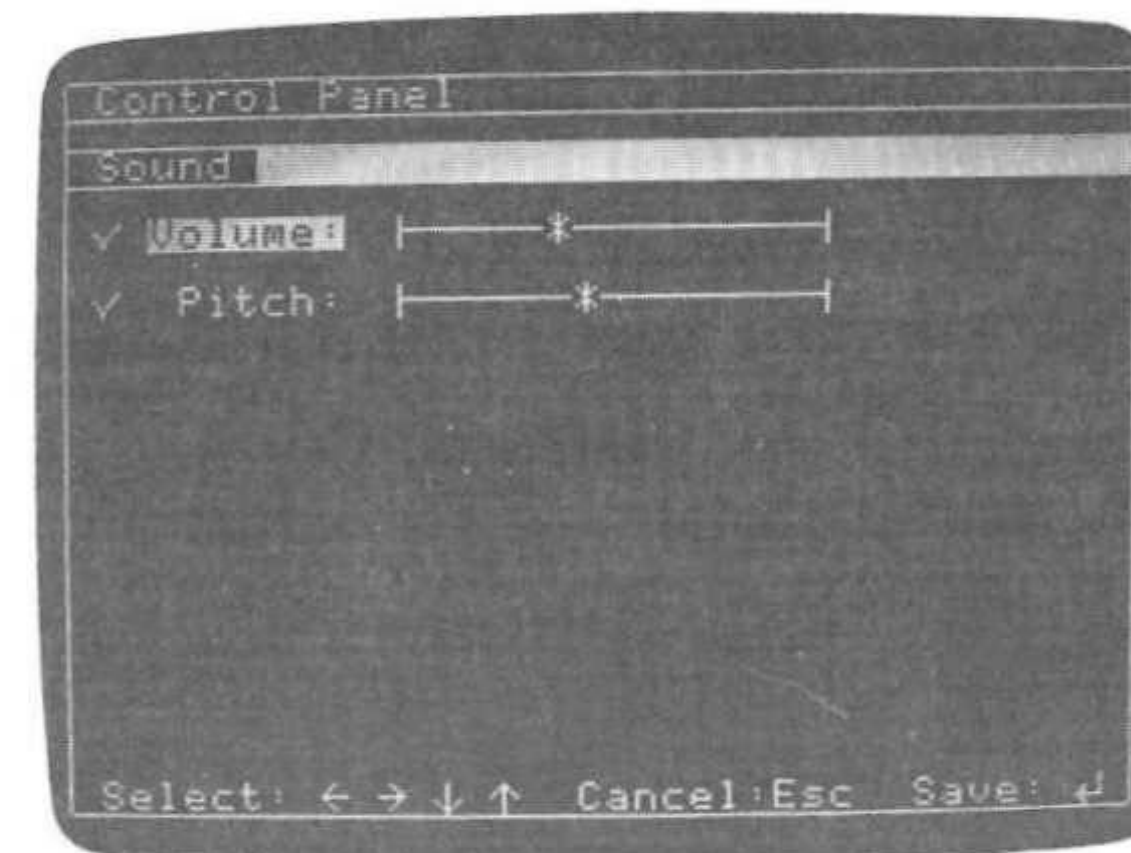 Control Panel
Sound
✓ Volume: |———*————|
✓ Pitch: |———*————|
Select: ← → ↓ ↑ Cancel:Esc Save: ↵